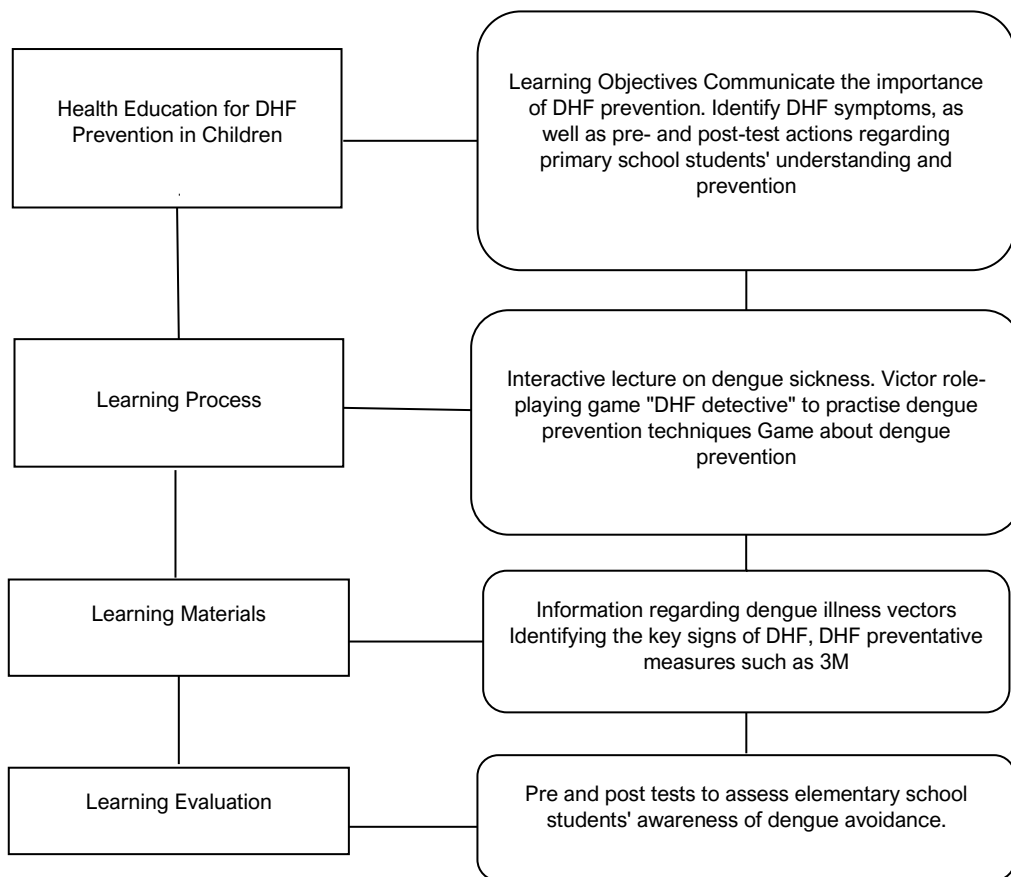 Health Education for DHF
Prevention in Children
.
Learning Objectives Communicate the importance
of DHF prevention. Identify DHF symptoms, as
well as pre- and post-test actions regarding
primary school students' understanding and
prevention
Learning Process
Interactive lecture on dengue sickness. Victor role-
playing game "DHF detective" to practise dengue
prevention techniques Game about dengue
prevention
Learning Materials
Information regarding dengue illness vectors
Identifying the key signs of DHF, DHF preventative
measures such as 3M
Learning Evaluation
Pre and post tests to assess elementary school
students' awareness of dengue avoidance.